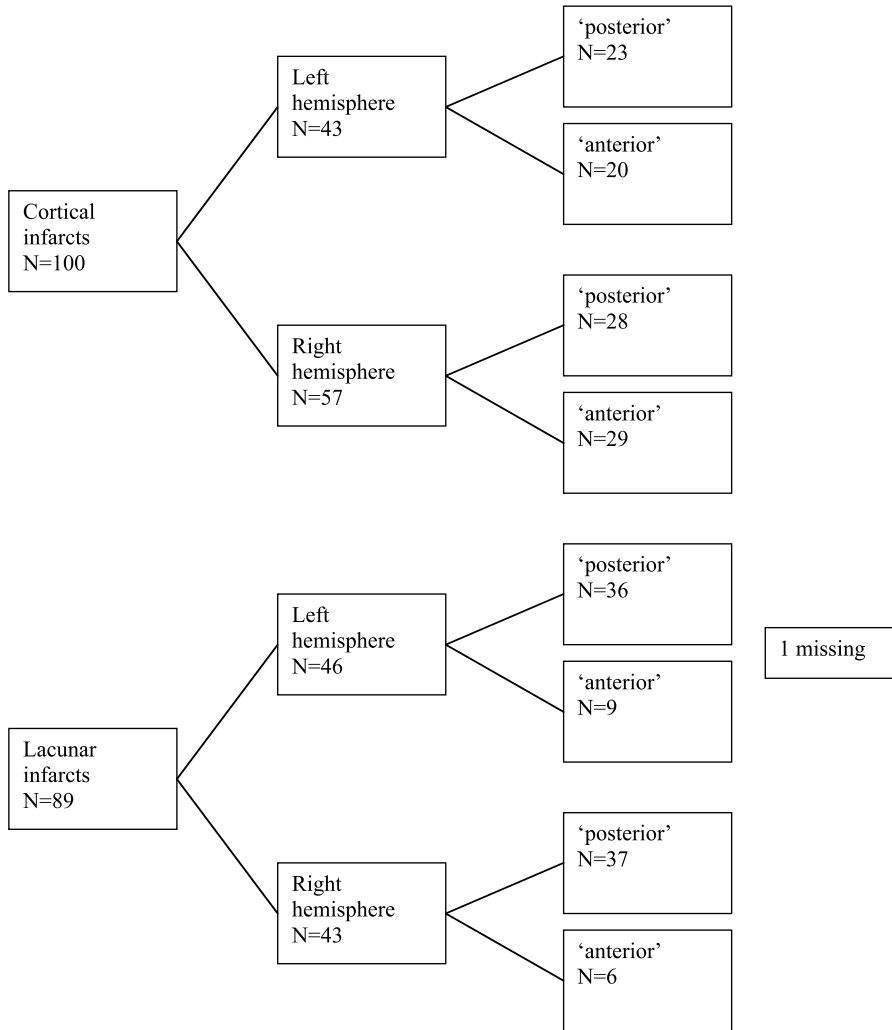 ‘posterior’
N=23
Left
hemisphere
N=43
‘anterior’
N=20
Cortical
infarcts
N=100
‘posterior’
N=28
Right
hemisphere
N=57
‘anterior’
N=29
‘posterior’
N=36
Left
hemisphere
N=46
1 missing
‘anterior’
N=9
Lacunar
infarcts
N=89
‘posterior’
N=37
Right
hemisphere
N=43
‘anterior’
N=6